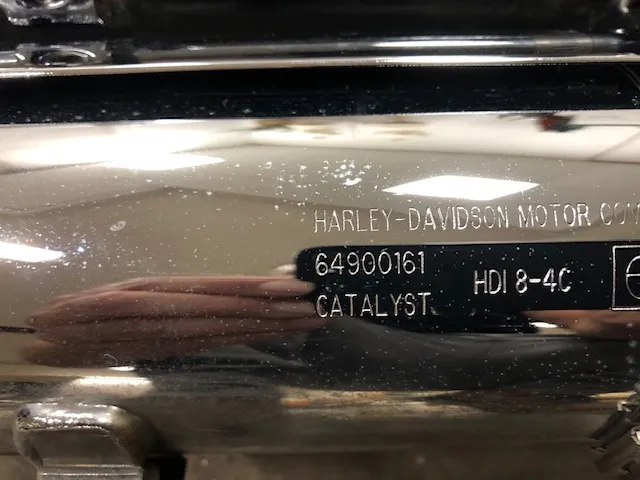 HARLEY-DAVIDSON MOTOR
64900161
HDI 8-4C
CATALYST